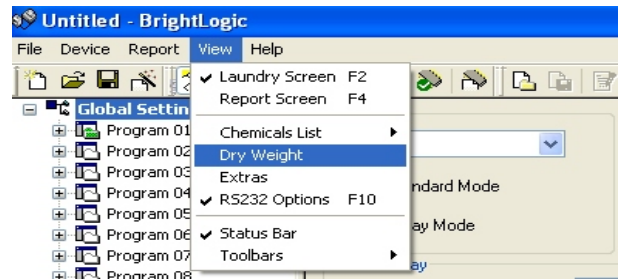 Untitled - BrightLogic
File Device Report View Help
Global Settin
Laundry Screen F2
Report Screen F4
Chemicals List
Dry Weight
Extras
RS232 Options F10
Status Bar
Toolbars
Program 01
Program 02
Program 03
Program 04
Program 05
Program 06
Program 07
Program 08
ndard Mode
ay Mode
ay